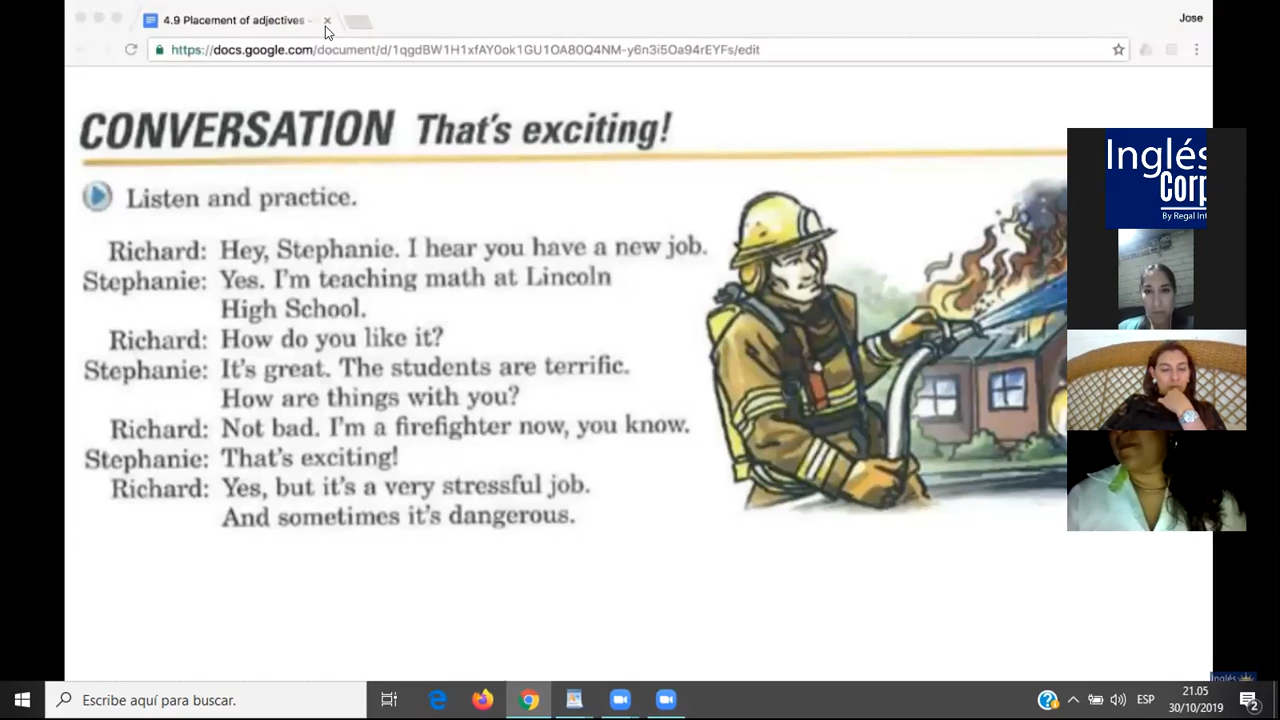 4.9 Placement of adjectives -
Jose
https://docs.google.com/document/d/1qgdBW1H1xfAY0ok1GU1OA80Q4NM-y6n3i5Oa94rEYFs/edit
CONVERSATION That's exciting!
Listen and practice.
Richard: Hey, Stephanie. I hear you have a new job.
Stephanie: Yes. I'm teaching math at Lincoln
High School.
Richard: How do you like it?
Stephanie: It's great. The students are terrific.
How are things with you?
Richard: Not bad. I'm a firefighter now, you know.
Stephanie: That's exciting!
Richard: Yes, but it's a very stressful job.
And sometimes it's dangerous.
Inglés
Corp
By Regal Int
Inglés
Escribe aquí para buscar.
ESP
21.05
30/10/2019
2